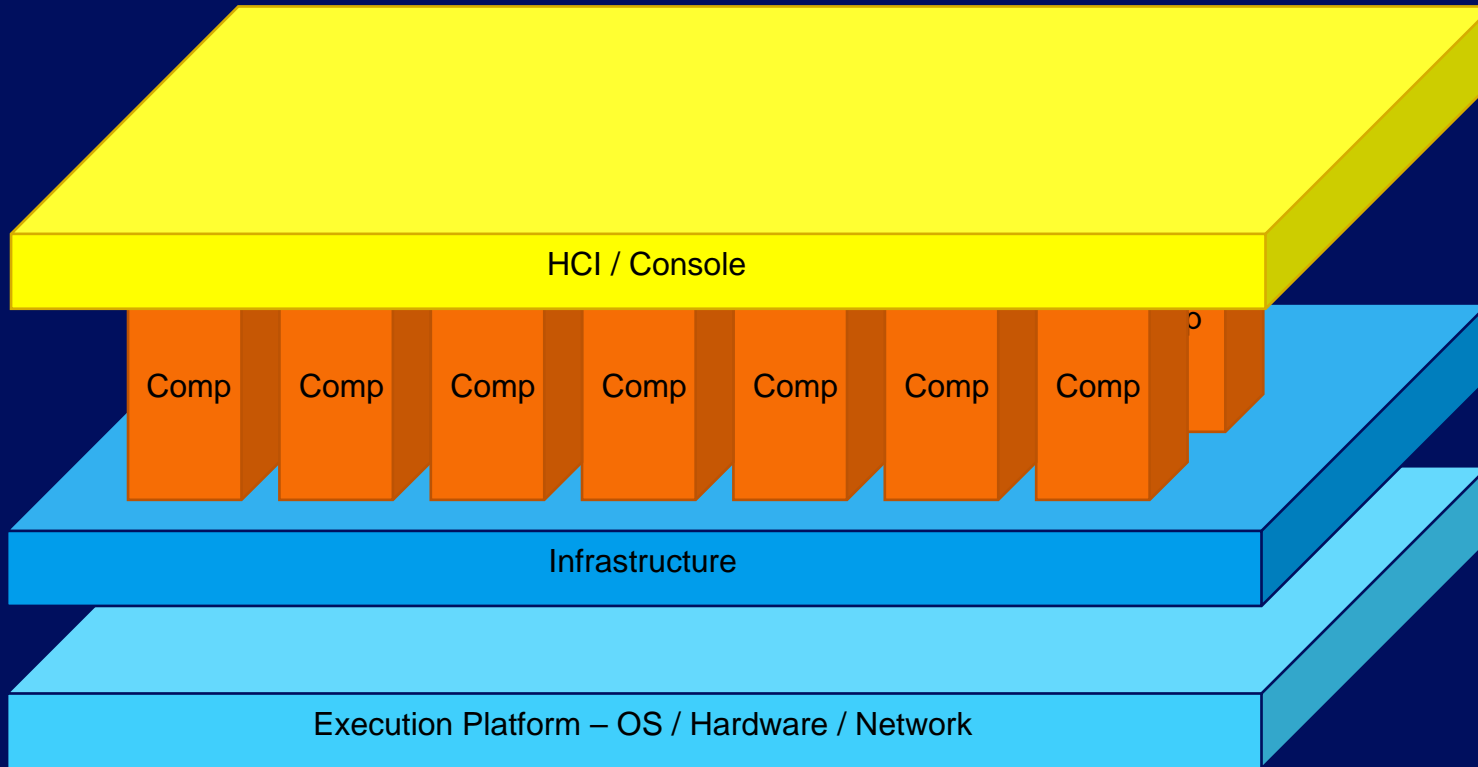 HCI / Console
Comp Comp Comp Comp Comp Comp Comp
Infrastructure
Execution Platform – OS / Hardware / Network